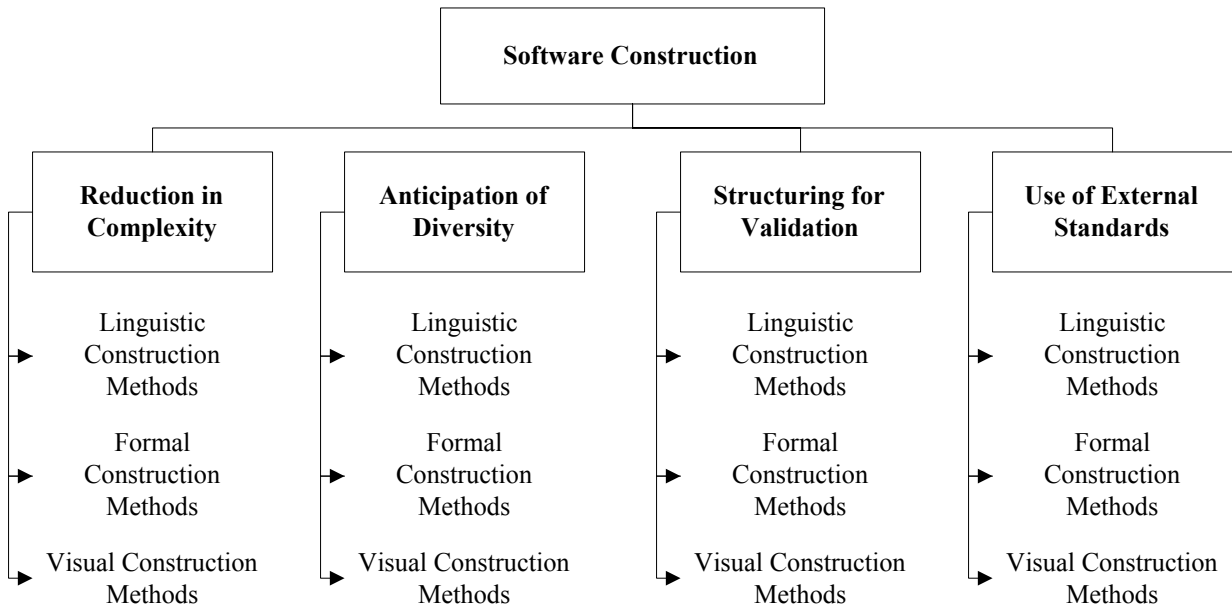 Software Construction
Reduction in
Complexity
Linguistic
Construction
Methods
Formal
Construction
Methods
Visual Construction
Methods
Anticipation of
Diversity
Linguistic
Construction
Methods
Formal
Construction
Methods
Visual Construction
Methods
Structuring for
Validation
Linguistic
Construction
Methods
Formal
Construction
Methods
Visual Construction
Methods
Use of External
Standards
Linguistic
Construction
Methods
Formal
Construction
Methods
Visual Construction
Methods